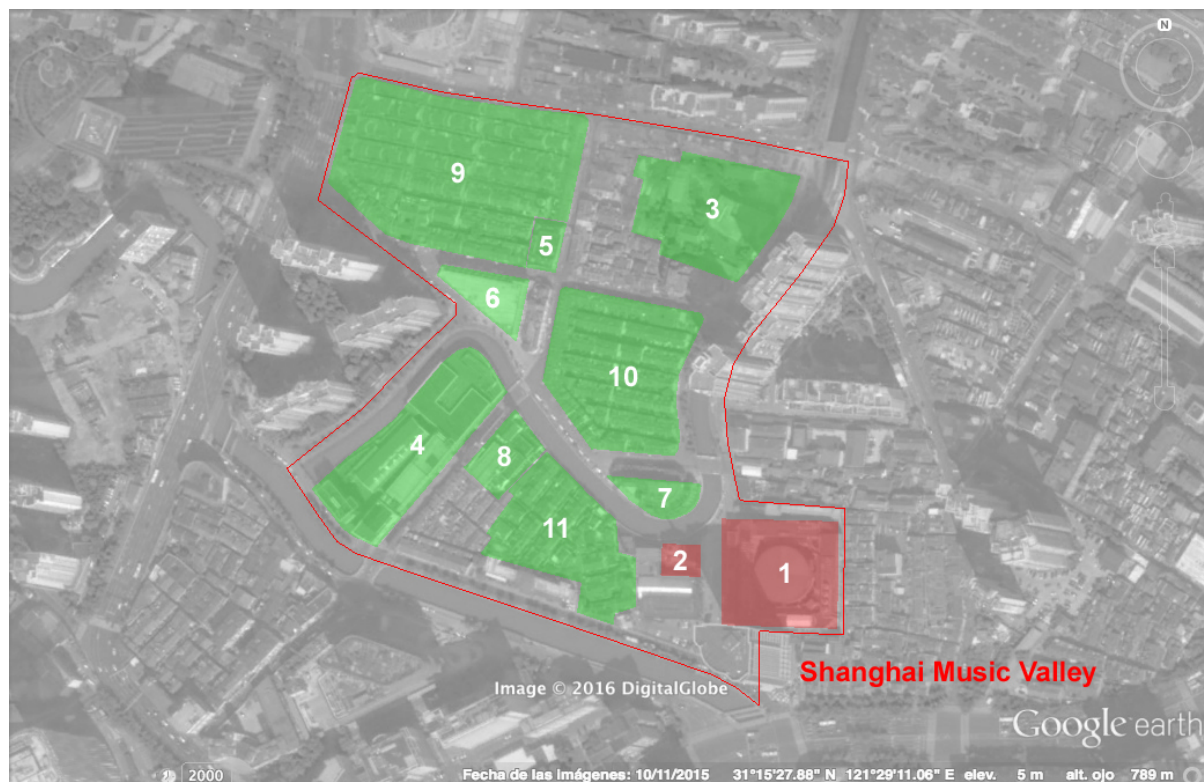 N
9
3
5
6
10
4
8
7
11
2
1
Shanghai Music Valley
Image © 2016 DigitalGlobe
Google earth
2000
Fecha de las imágenes: 10/11/2015 31°15'27.88" N 121°29'11.06" E elev. 5 m alt. ojo 789 m